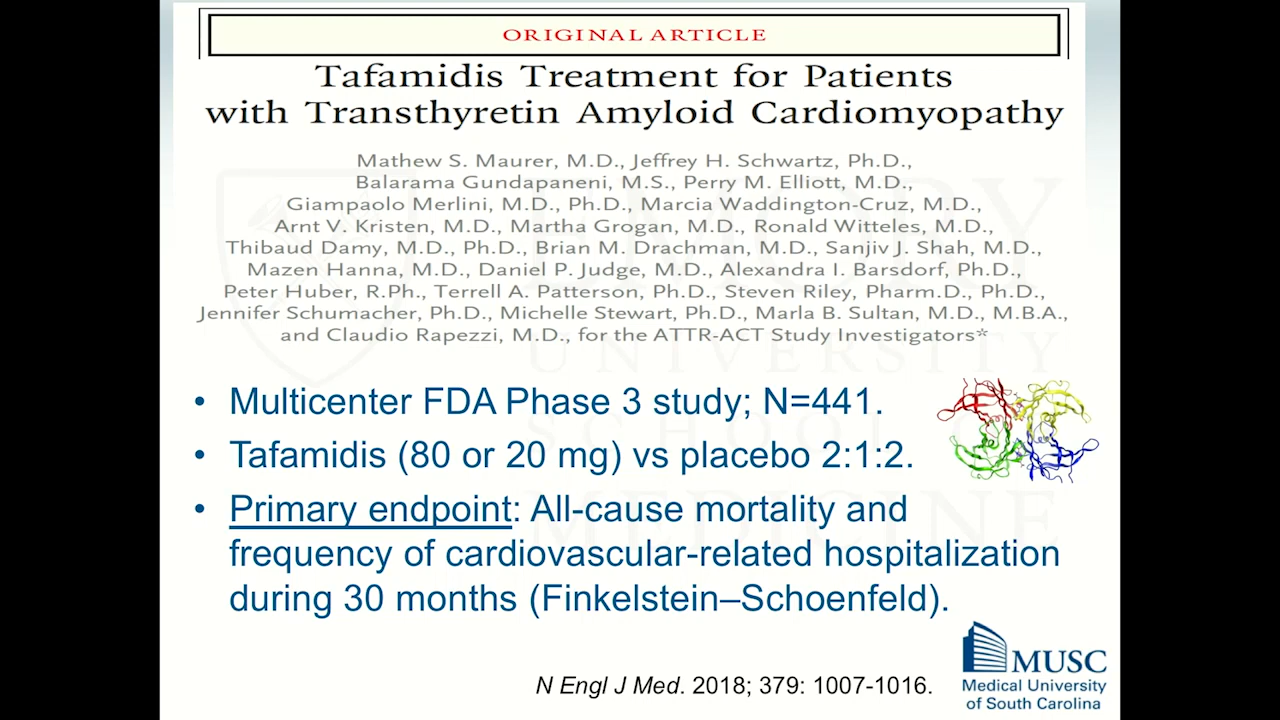 ORIGINAL ARTICLE
Tafamidis Treatment for Patients
with Transthyretin Amyloid Cardiomyopathy
Mathew S. Maurer, M.D., Jeffrey H. Schwartz, Ph.D.,
Balarama Gundapaneni, M.S., Perry M. Elliott, M.D.,
Giampaolo Merlini, M.D., Ph.D., Marcia Waddington-Cruz, M.D.,
Arnt V. Kristen, M.D., Martha Grogan, M.D., Ronald Witteles, M.D.,
Thibaud Damy, M.D., Ph.D., Brian M. Drachman, M.D., Sanjiv J. Shah, M.D.,
Mazen Hanna, M.D., Daniel P. Judge, M.D., Alexandra I. Barsdorf, Ph.D.,
Peter Huber, R.Ph., Terrell A. Patterson, Ph.D., Steven Riley, Pharm.D., Ph.D.,
Jennifer Schumacher, Ph.D., Michelle Stewart, Ph.D., Marla B. Sultan, M.D., M.B.A.,
and Claudio Rapezzi, M.D., for the ATTR-ACT Study Investigators*
EMORY
UNIVERSITY
SCHOOL OF
MEDICINE
• Multicenter FDA Phase 3 study; N=441.
• Tafamidis (80 or 20 mg) vs placebo 2:1:2.
• Primary endpoint: All-cause mortality and
frequency of cardiovascular-related hospitalization
during 30 months (Finkelstein–Schoenfeld).
N Engl J Med. 2018; 379: 1007-1016.
MUSC
Medical University
of South Carolina